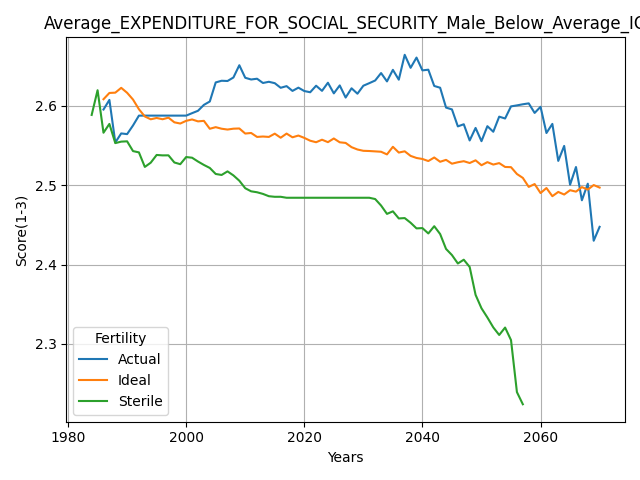 Average_EXPENDITURE_FOR_SOCIAL_SECURITY_Male_Below_Average_IQ
Score(1-3)
2.6
2.5
2.4
2.3
Fertility
Actual
Ideal
Sterile
1980 2000 2020 2040 2060
Years